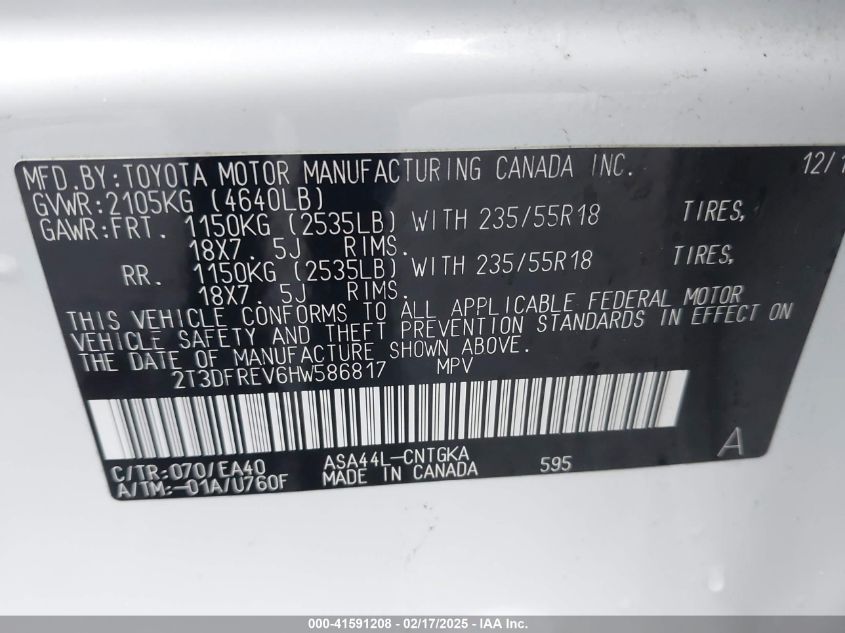 MFD.BY:TOYOTA MOTOR MANUFACTURING CANADA INC. 12/1
GVWR:2105KG (4640LB)
GAWR:FRT. 1150KG (2535LB) WITH 235/55R18 TIRES,
18X7. 5J RIMS.
RR. 1150KG (2535LB) WITH 235/55R18 TIRES,
18X7. 5J RIMS.
THIS VEHICLE CONFORMS TO ALL APPLICABLE FEDERAL MOTOR
VEHICLE SAFETY AND THEFT PREVENTION STANDARDS IN EFFECT ON
THE DATE OF MANUFACTURE SHOWN ABOVE.
2T3DFREV6HW586817 MPV
A
C/TR:070/EA40 ASA44L-CNTGKA 595
A/TM:-01A/U760F MADE IN CANADA
000-41591208 - 02/17/2025 - IAA Inc.